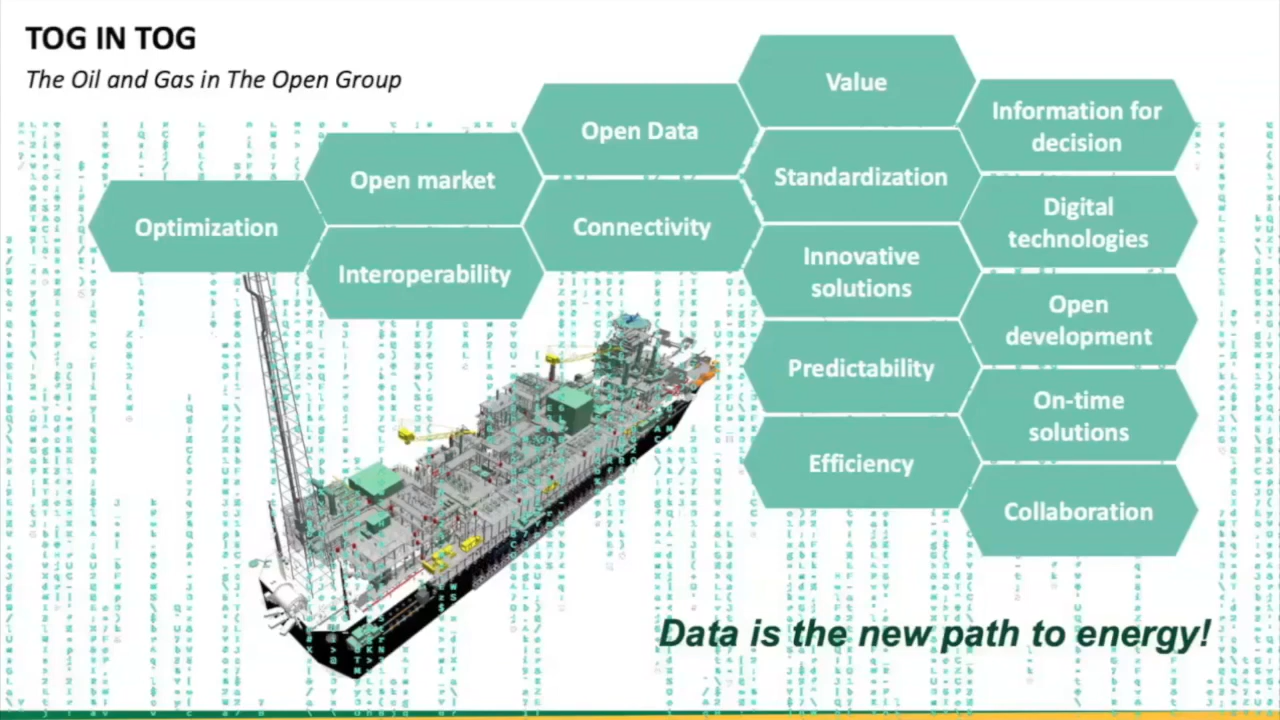 TOG IN TOG
The Oil and Gas in The Open Group
Optimization
Open market
Interoperability
Open Data
Connectivity
Value
Standardization
Innovative
solutions
Predictability
Efficiency
Information for
decision
Digital
technologies
Open
development
On-time
solutions
Collaboration
Data is the new path to energy!